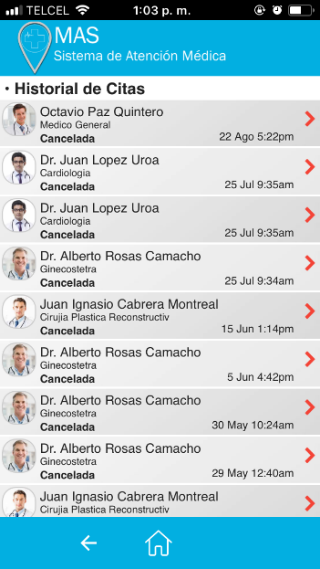 TELCEL 1:03 p. m.
MAS
Sistema de Atención Médica
• Historial de Citas
Octavio Paz Quintero
Medico General
Cancelada 22 Ago 5:22pm
Dr. Juan Lopez Uroa
Cardiologia
Cancelada 25 Jul 9:35am
Dr. Juan Lopez Uroa
Cardiologia
Cancelada 25 Jul 9:35am
Dr. Alberto Rosas Camacho
Ginecostetra
Cancelada 25 Jul 9:34am
Juan Ignasio Cabrera Montreal
Cirujia Plastica Reconstructiv
Cancelada 15 Jun 1:14pm
Dr. Alberto Rosas Camacho
Ginecostetra
Cancelada 5 Jun 4:42pm
Dr. Alberto Rosas Camacho
Ginecostetra
Cancelada 30 May 10:24am
Dr. Alberto Rosas Camacho
Ginecostetra
Cancelada 29 May 12:40am
Juan Ignasio Cabrera Montreal
Cirujia Plastica Reconstructiv